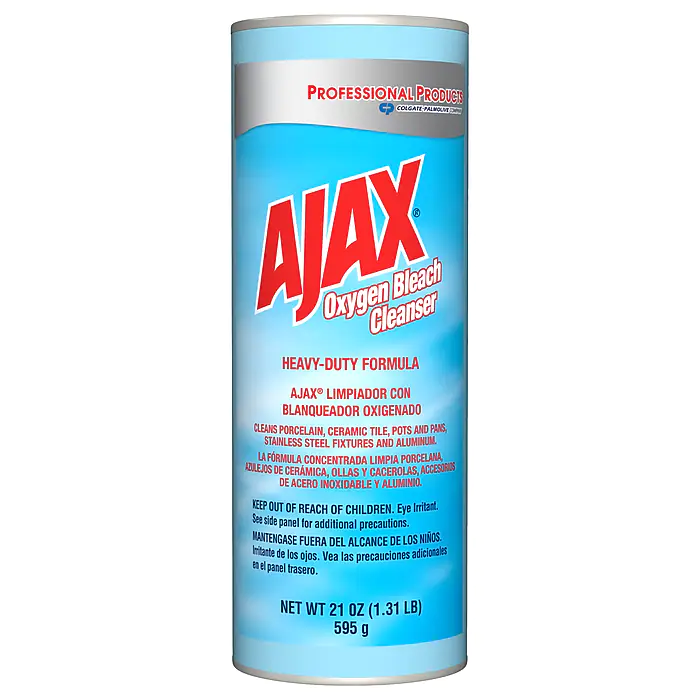 PROFESSIONAL PRODUCTS
CP COLGATE-PALMOLIVE
AJAX®
Oxygen Bleach
Cleanser
HEAVY-DUTY FORMULA
AJAX® LIMPIADOR CON
BLANQUEADOR OXIGENADO
CLEANS PORCELAIN, CERAMIC TILE, POTS AND PANS,
STAINLESS STEEL FIXTURES AND ALUMINUM.
LA FÓRMULA CONCENTRADA LIMPIA PORCELANA,
AZULEJOS DE CERÁMICA, OLLAS Y CACEROLAS, ACCESORIOS
DE ACERO INOXIDABLE Y ALUMINIO.
KEEP OUT OF REACH OF CHILDREN. Eye Irritant.
See side panel for additional precautions.
MANTENGASE FUERA DEL ALCANCE DE LOS NIÑOS.
Irritante de los ojos. Vea las precauciones adicionales
en el panel trasero.
NET WT 21 OZ (1.31 LB)
595 g